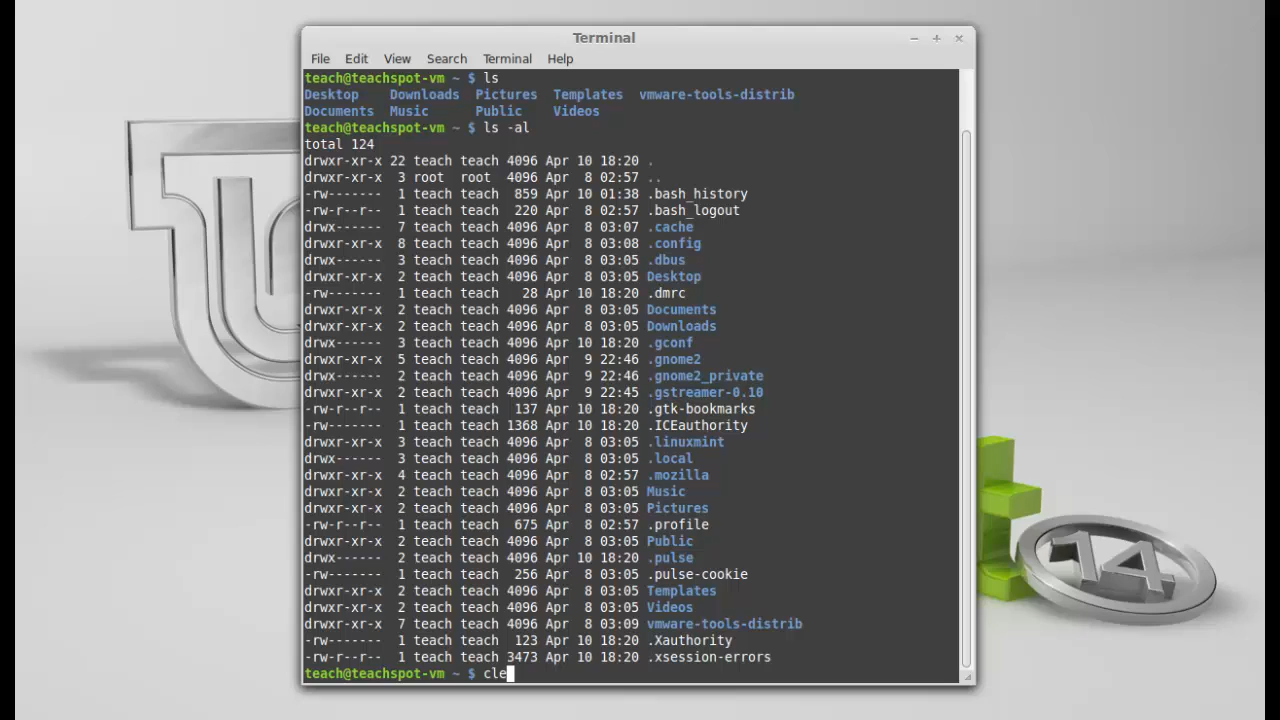 Terminal
File Edit View Search Terminal Help
teach@teachspot-vm ~ $ ls
Desktop Downloads Pictures Templates vmware-tools-distrib
Documents Music Public Videos
teach@teachspot-vm ~ $ ls -al
total 124
drwxr-xr-x 22 teach teach 4096 Apr 10 18:20 .
drwxr-xr-x 3 root root 4096 Apr 8 02:57 ..
-rw------- 1 teach teach 859 Apr 10 01:38 .bash_history
-rw-r--r-- 1 teach teach 220 Apr 8 02:57 .bash_logout
drwx------ 7 teach teach 4096 Apr 8 03:07 .cache
drwxr-xr-x 8 teach teach 4096 Apr 8 03:08 .config
drwx------ 3 teach teach 4096 Apr 8 03:05 .dbus
drwxr-xr-x 2 teach teach 4096 Apr 8 03:05 Desktop
-rw------- 1 teach teach 28 Apr 10 18:20 .dmrc
drwxr-xr-x 2 teach teach 4096 Apr 8 03:05 Documents
drwxr-xr-x 2 teach teach 4096 Apr 8 03:05 Downloads
drwx------ 3 teach teach 4096 Apr 10 18:20 .gconf
drwxr-xr-x 5 teach teach 4096 Apr 9 22:46 .gnome2
drwx------ 2 teach teach 4096 Apr 9 22:46 .gnome2_private
drwxr-xr-x 2 teach teach 4096 Apr 9 22:45 .gstreamer-0.10
-rw-r--r-- 1 teach teach 137 Apr 10 18:20 .gtk-bookmarks
-rw------- 1 teach teach 1368 Apr 10 18:20 .ICEauthority
drwxr-xr-x 3 teach teach 4096 Apr 8 03:05 .linuxmint
drwx------ 3 teach teach 4096 Apr 8 03:05 .local
drwxr-xr-x 4 teach teach 4096 Apr 8 02:57 .mozilla
drwxr-xr-x 2 teach teach 4096 Apr 8 03:05 Music
drwxr-xr-x 2 teach teach 4096 Apr 8 03:05 Pictures
-rw-r--r-- 1 teach teach 675 Apr 8 02:57 .profile
drwxr-xr-x 2 teach teach 4096 Apr 8 03:05 Public
drwx------ 2 teach teach 4096 Apr 10 18:20 .pulse
-rw------- 1 teach teach 256 Apr 8 03:05 .pulse-cookie
drwxr-xr-x 2 teach teach 4096 Apr 8 03:05 Templates
drwxr-xr-x 2 teach teach 4096 Apr 8 03:05 Videos
drwxr-xr-x 7 teach teach 4096 Apr 8 03:09 vmware-tools-distrib
-rw------- 1 teach teach 123 Apr 10 18:20 .Xauthority
-rw-r--r-- 1 teach teach 3473 Apr 10 18:20 .xsession-errors
teach@teachspot-vm ~ $ cle
14